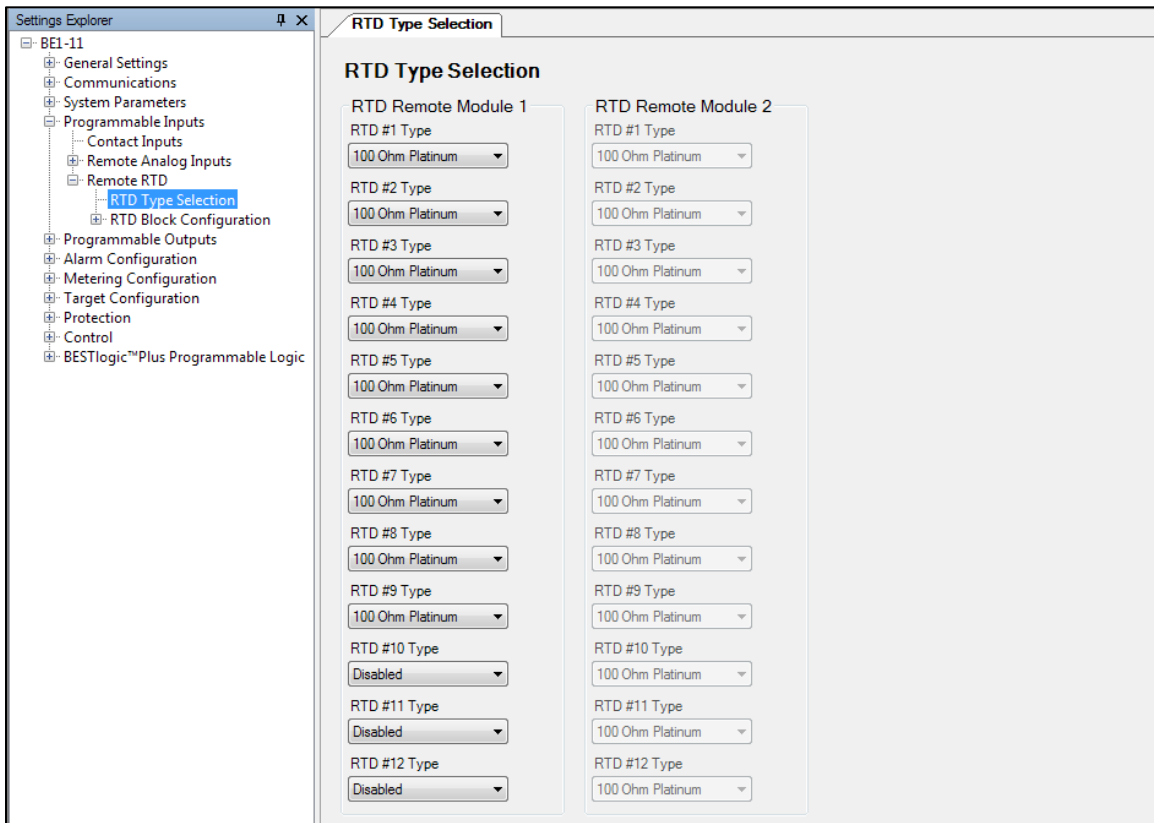 Settings Explorer
BE1-11
General Settings
Communications
System Parameters
Programmable Inputs
Contact Inputs
Remote Analog Inputs
Remote RTD
RTD Type Selection
RTD Block Configuration
Programmable Outputs
Alarm Configuration
Metering Configuration
Target Configuration
Protection
Control
BESTlogic™Plus Programmable Logic
RTD Type Selection
RTD Type Selection
RTD Remote Module 1
RTD #1 Type
100 Ohm Platinum
RTD #2 Type
100 Ohm Platinum
RTD #3 Type
100 Ohm Platinum
RTD #4 Type
100 Ohm Platinum
RTD #5 Type
100 Ohm Platinum
RTD #6 Type
100 Ohm Platinum
RTD #7 Type
100 Ohm Platinum
RTD #8 Type
100 Ohm Platinum
RTD #9 Type
100 Ohm Platinum
RTD #10 Type
Disabled
RTD #11 Type
Disabled
RTD #12 Type
Disabled
RTD Remote Module 2
RTD #1 Type
100 Ohm Platinum
RTD #2 Type
100 Ohm Platinum
RTD #3 Type
100 Ohm Platinum
RTD #4 Type
100 Ohm Platinum
RTD #5 Type
100 Ohm Platinum
RTD #6 Type
100 Ohm Platinum
RTD #7 Type
100 Ohm Platinum
RTD #8 Type
100 Ohm Platinum
RTD #9 Type
100 Ohm Platinum
RTD #10 Type
100 Ohm Platinum
RTD #11 Type
100 Ohm Platinum
RTD #12 Type
100 Ohm Platinum